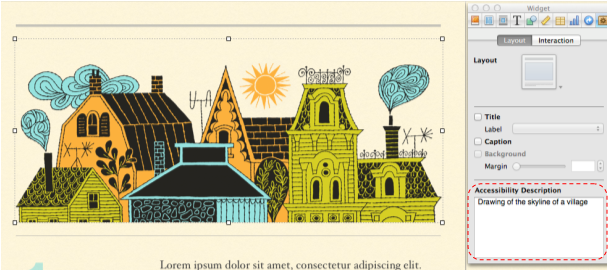 Widget
T
Layout Interaction
Layout
Title
Label
Caption
Background
Margin
Accessibility Description
Drawing of the skyline of a village
Lorem ipsum dolor sit amet, consectetur adipiscing elit.